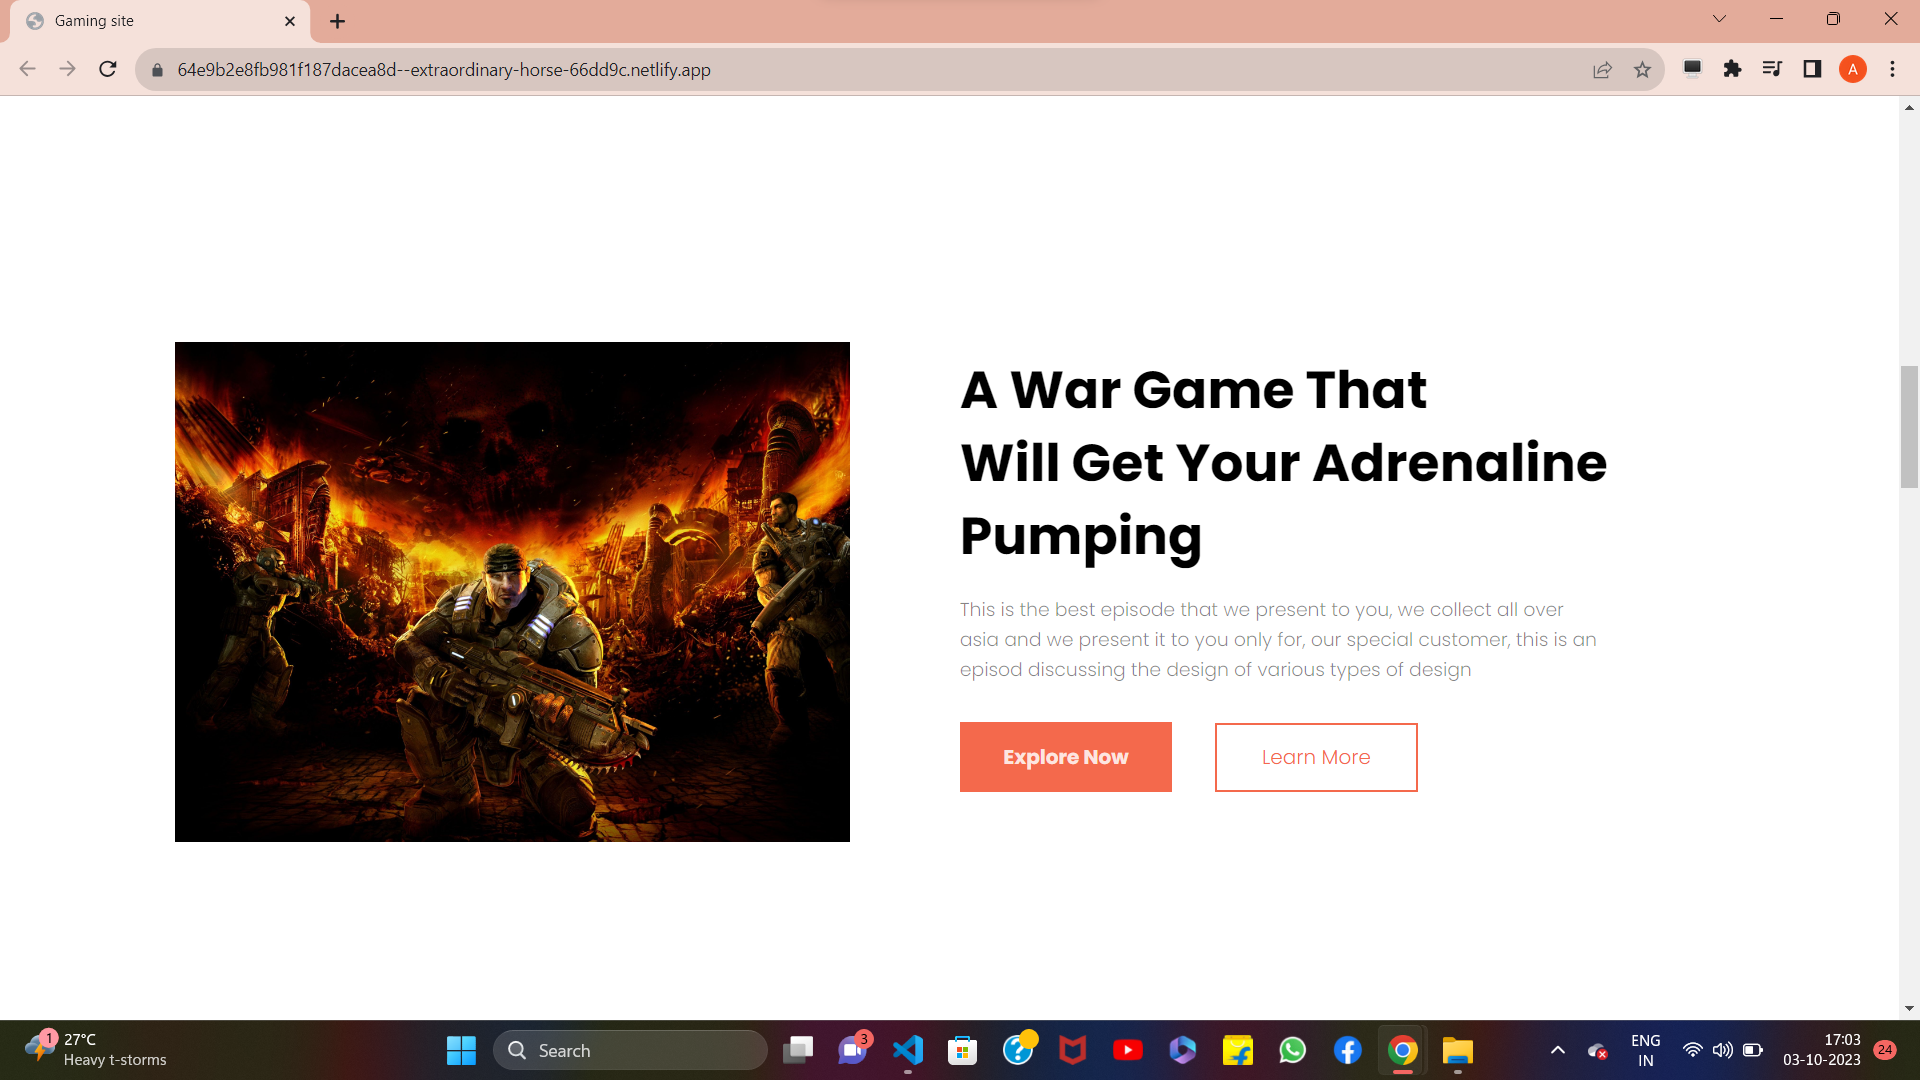 Gaming site
64e9b2e8fb981f187dacea8d--extraordinary-horse-66dd9c.netlify.app
A
A War Game That
Will Get Your Adrenaline
Pumping
This is the best episode that we present to you, we collect all over
asia and we present it to you only for, our special customer, this is an
episod discussing the design of various types of design
Explore Now
Learn More
1
27°C
Heavy t-storms
Search
3
ENG
IN
17:03
03-10-2023
24